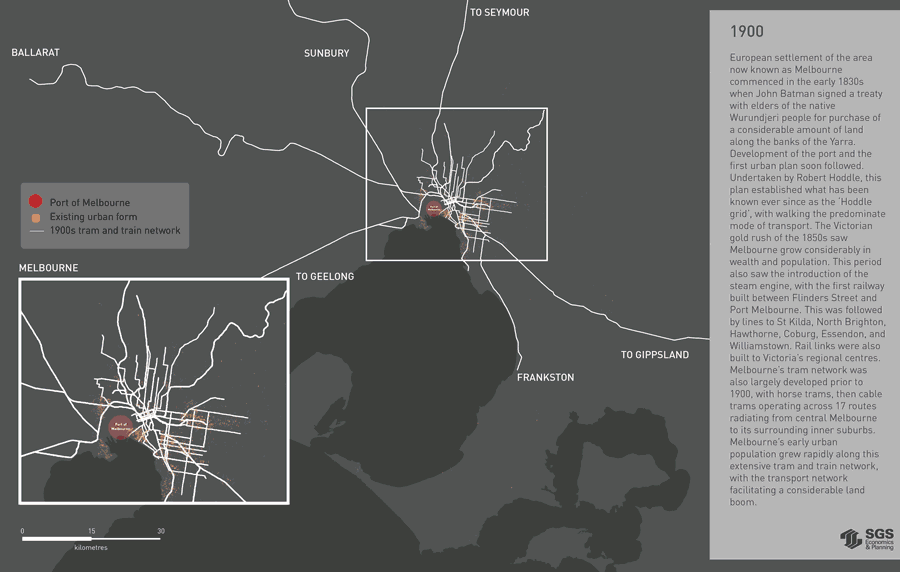 TO SEYMOUR
BALLARAT
SUNBURY
Port of Melbourne
Existing urban form
1900s tram and train network
MELBOURNE
TO GEELONG
TO GIPPSLAND
FRANKSTON
Port of
Melbourne
0 15 30
kilometres
1900
European settlement of the area
now known as Melbourne
commenced in the early 1830s
when John Batman signed a treaty
with elders of the native
Wurundjeri people for purchase of
a considerable amount of land
along the banks of the Yarra.
Development of the port and the
first urban plan soon followed.
Undertaken by Robert Hoddle, this
plan established what has been
known ever since as the 'Hoddle
grid', with walking the predominate
mode of transport. The Victorian
gold rush of the 1850s saw
Melbourne grow considerably in
wealth and population. This period
also saw the introduction of the
steam engine, with the first railway
built between Flinders Street and
Port Melbourne. This was followed
by lines to St Kilda, North Brighton,
Hawthorne, Coburg, Essendon, and
Williamstown. Rail links were also
built to Victoria's regional centres.
Melbourne's tram network was
also largely developed prior to
1900, with horse trams, then cable
trams operating across 17 routes
radiating from central Melbourne
to its surrounding inner suburbs.
Melbourne's early urban
population grew rapidly along this
extensive tram and train network,
with the transport network
facilitating a considerable land
boom.
SGS
Economics
& Planning